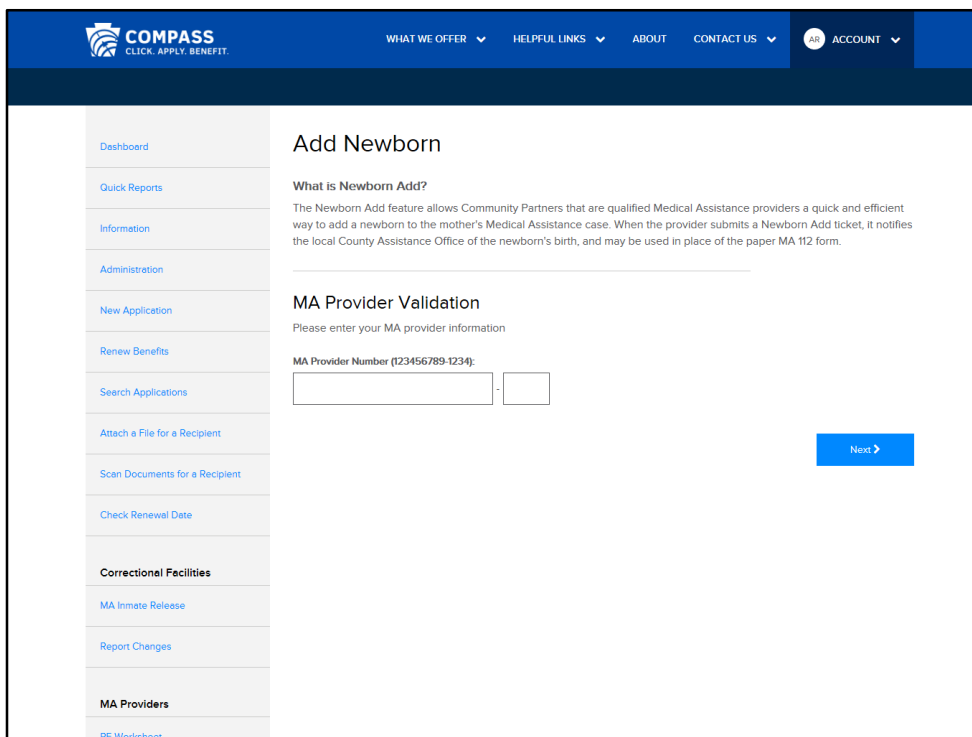 COMPASS
CLICK. APPLY. BENEFIT.
WHAT WE OFFER
HELPFUL LINKS
ABOUT
CONTACT US
AR
ACCOUNT
Dashboard
Quick Reports
Information
Administration
New Application
Renew Benefits
Search Applications
Attach a File for a Recipient
Scan Documents for a Recipient
Check Renewal Date
Correctional Facilities
MA Inmate Release
Report Changes
MA Providers
PE Worksheet
Add Newborn
What is Newborn Add?
The Newborn Add feature allows Community Partners that are qualified Medical Assistance providers a quick and efficient
way to add a newborn to the mother's Medical Assistance case. When the provider submits a Newborn Add ticket, it notifies
the local County Assistance Office of the newborn's birth, and may be used in place of the paper MA 112 form.
MA Provider Validation
Please enter your MA provider information
MA Provider Number (123456789-1234):
-
Next